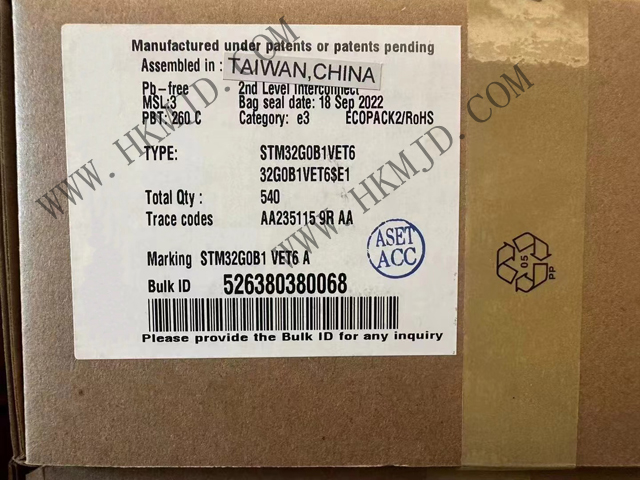 Manufactured under patents or patents pending
Assembled in : TAIWAN,CHINA
Pb-free 2nd Level Interconnect
MSL:3 Bag seal date: 18 Sep 2022
PBT: 260 C Category: e3 ECOPACK2/RoHS
TYPE: STM32G0B1VET6
32G0B1VET6$E1
Total Qty : 540
Trace codes AA235115 9R AA
Marking STM32G0B1 VET6 A
ASET
ACC
Bulk ID 526380380068
Please provide the Bulk ID for any inquiry
05
PP
WWW.HKMJD.COM
WWW.HKMJD.COM